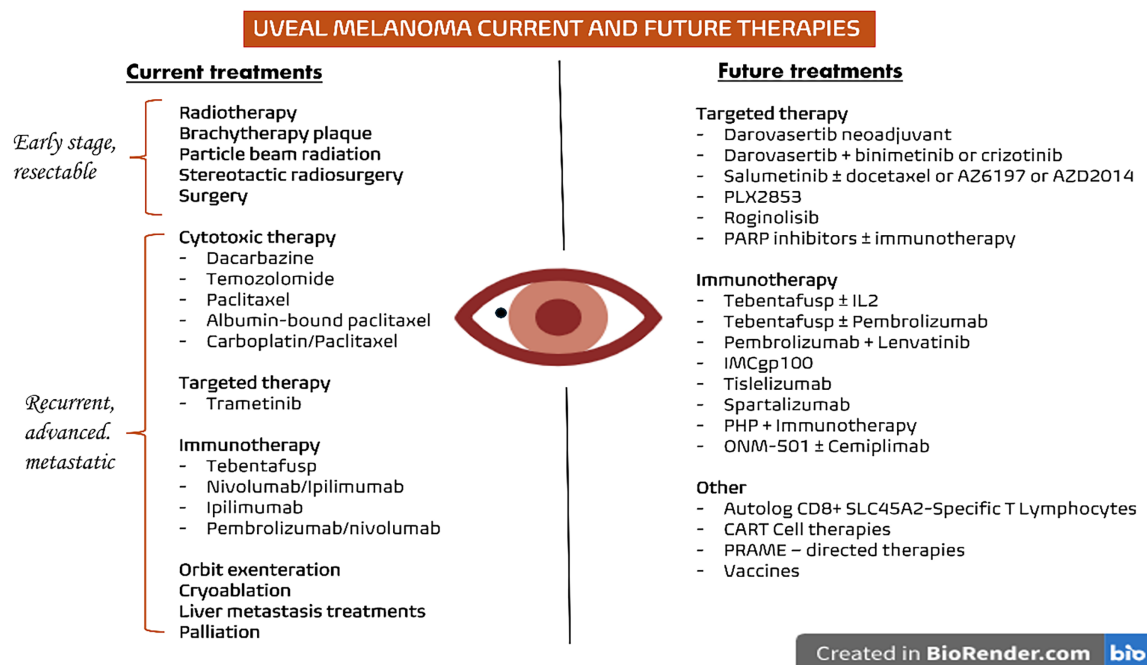 UVEAL MELANOMA CURRENT AND FUTURE THERAPIES
Current treatments
Early stage,
resectable
Radiotherapy
Brachytherapy plaque
Particle beam radiation
Stereotactic radiosurgery
Surgery
Recurrent,
advanced.
metastatic
Cytotoxic therapy
- Dacarbazine
- Temozolomide
- Paclitaxel
- Albumin-bound paclitaxel
- Carboplatin/Paclitaxel
Targeted therapy
- Trametinib
Immunotherapy
- Tebentafusp
- Nivolumab/Ipilimumab
- Ipilimumab
- Pembrolizumab/nivolumab
Orbit exenteration
Cryoablation
Liver metastasis treatments
Palliation
Future treatments
Targeted therapy
- Darovasertib neoadjuvant
- Darovasertib + binimetinib or crizotinib
- Salumetinib ± docetaxel or AZ6197 or AZD2014
- PLX2853
- Roginolisib
- PARP inhibitors ± immunotherapy
Immunotherapy
- Tebentafusp ± IL2
- Tebentafusp ± Pembrolizumab
- Pembrolizumab + Lenvatinib
- IMCgp100
- Tislelizumab
- Spartalizumab
- PHP + Immunotherapy
- ONM-501 ± Cemiplimab
Other
- Autolog CD8+ SLC45A2-Specific T Lymphocytes
- CART Cell therapies
- PRAME – directed therapies
- Vaccines
Created in BioRender.com bio